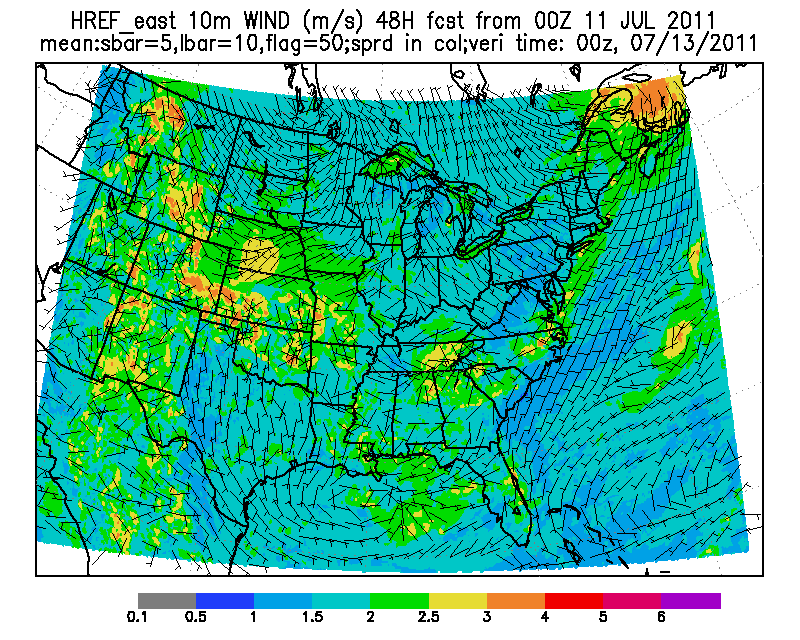 HREF_east 10m WIND (m/s) 48H fcst from 00Z 11 JUL 2011
mean:sbar=5,lbar=10,flag=50;sprd in col;veri time: 00z, 07/13/2011
0.1 0.5 1 1.5 2 2.5 3 4 5 6